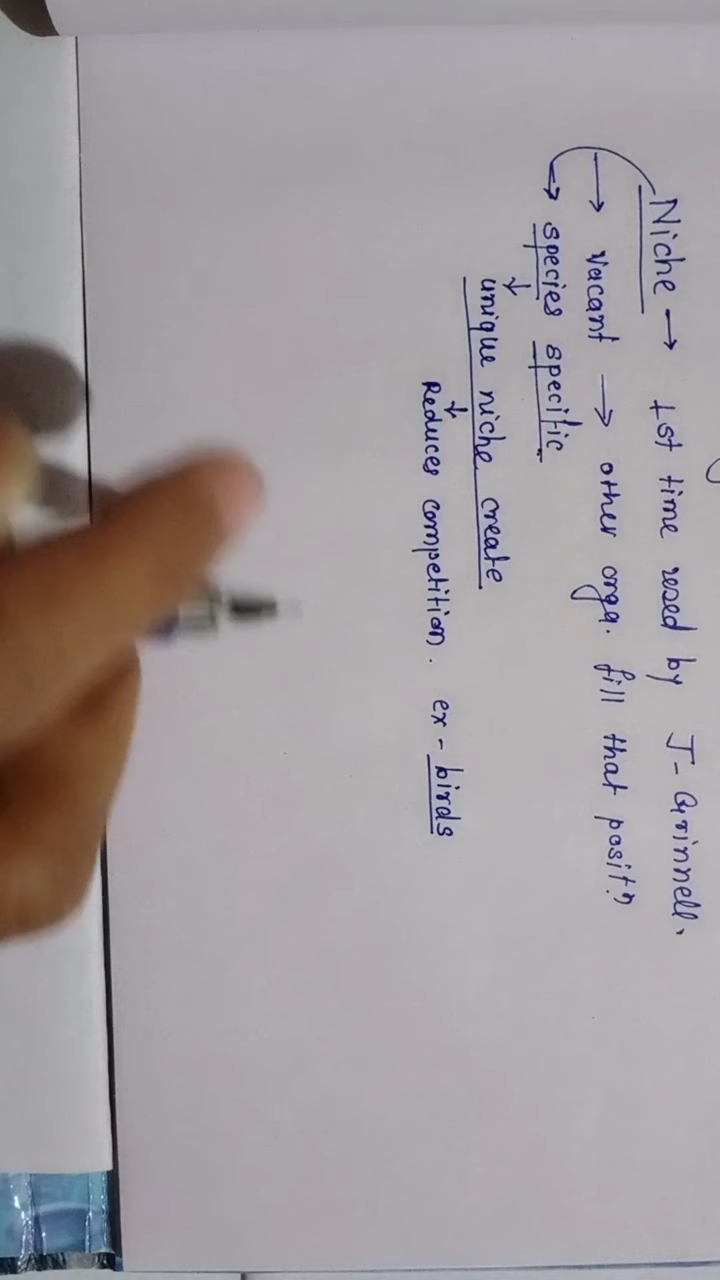 Niche → 1st time used by J-Grinnell.
→ vacant → other orga. fill that positn
→ species specific.
↓
unique niche create
↓
Reduces competition. ex- birds